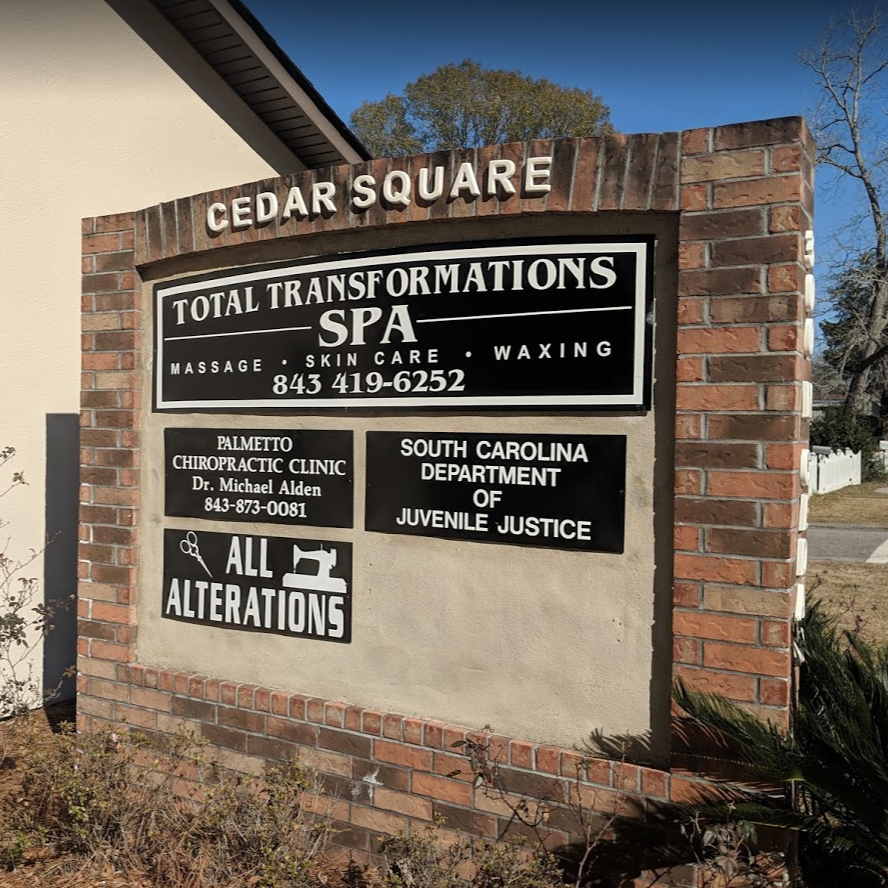 CEDAR SQUARE
TOTAL TRANSFORMATIONS
SPA
MASSAGE • SKIN CARE • WAXING
843 419-6252
PALMETTO
CHIROPRACTIC CLINIC
Dr. Michael Alden
843-873-0081
SOUTH CAROLINA
DEPARTMENT
OF
JUVENILE JUSTICE
ALL
ALTERATIONS